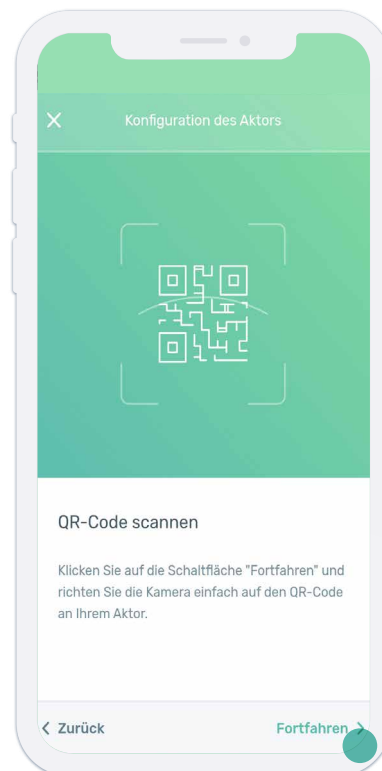 Konfiguration des Aktors
QR-Code scannen
Klicken Sie auf die Schaltfläche "Fortfahren" und
richten Sie die Kamera einfach auf den QR-Code
an Ihrem Aktor.
Zurück
Fortfahren